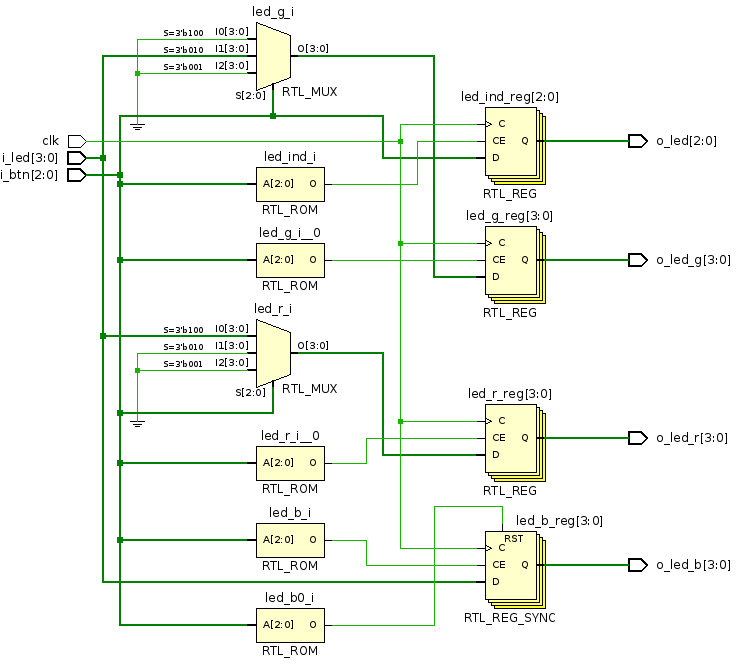 led_g_i
S=3'b100 I0[3:0]
S=3'b010 I1[3:0] O[3:0]
S=3'b001 I2[3:0]
S[2:0] RTL_MUX
led_ind_reg[2:0]
clk
C
CE Q o_led[2:0]
D
RTL_REG
i_led[3:0]
i_btn[2:0]
led_ind_i
A[2:0] O
RTL_ROM
led_g_reg[3:0]
led_g_i__0
C
A[2:0] O
CE Q o_led_g[3:0]
D
RTL_ROM
RTL_REG
led_r_i
S=3'b100 I0[3:0]
S=3'b010 I1[3:0] O[3:0]
S=3'b001 I2[3:0]
S[2:0] RTL_MUX
led_r_reg[3:0]
C
CE Q o_led_r[3:0]
D
RTL_REG
led_r_i__0
A[2:0] O
RTL_ROM
led_b_i
A[2:0] O
RTL_ROM
led_b_reg[3:0]
RST
C
CE Q o_led_b[3:0]
D
RTL_REG_SYNC
led_b0_i
A[2:0] O
RTL_ROM